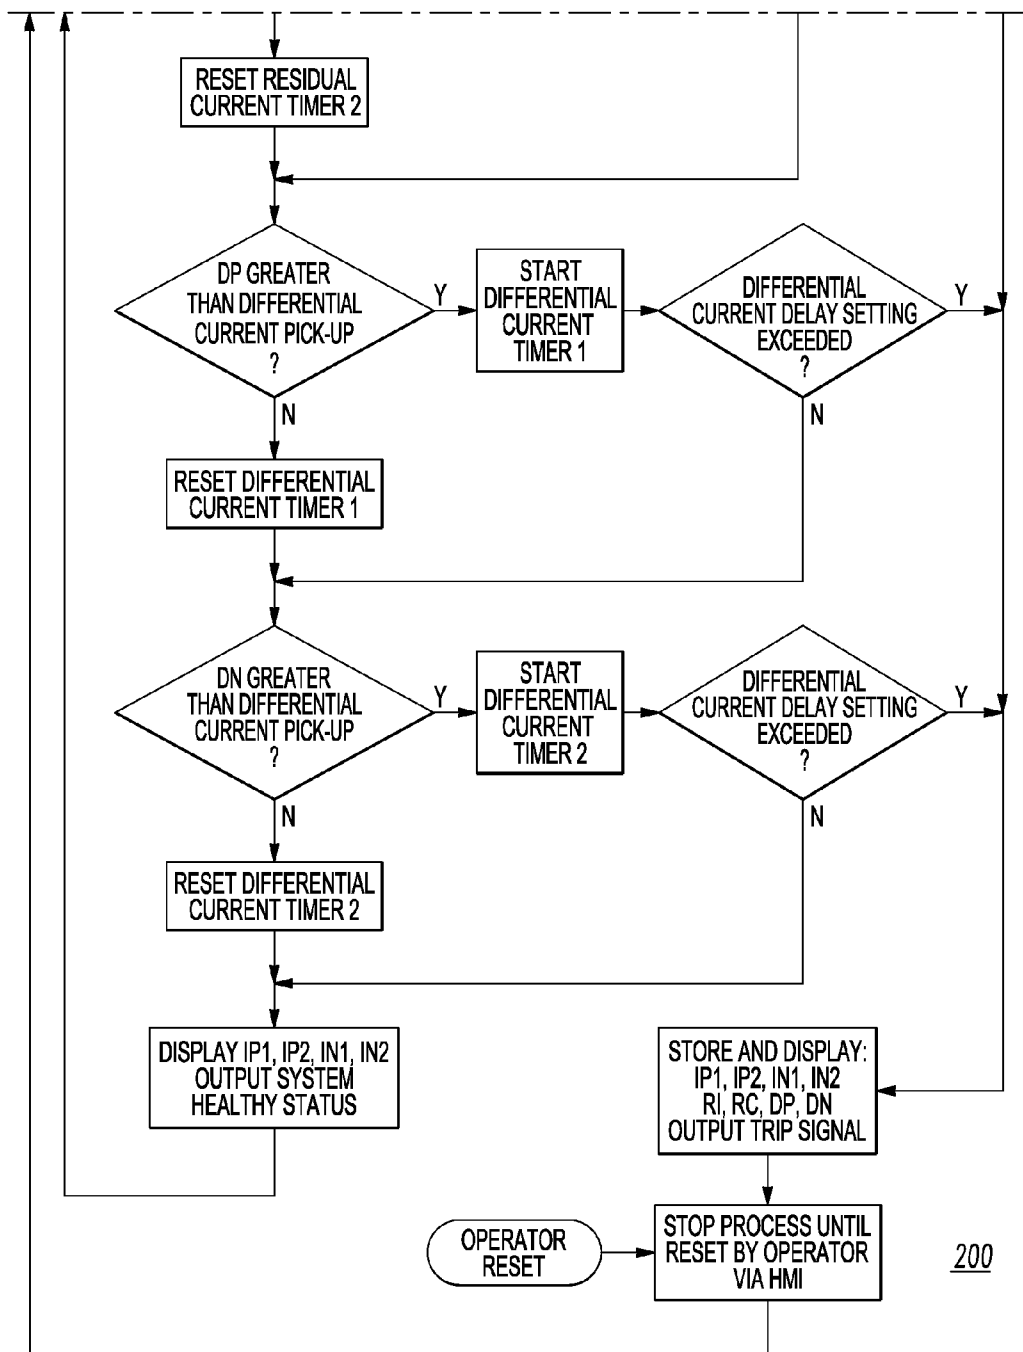 RESET RESIDUAL
CURRENT TIMER 2
DP GREATER
THAN DIFFERENTIAL
CURRENT PICK-UP
?
Y
START
DIFFERENTIAL
CURRENT
TIMER 1
DIFFERENTIAL
CURRENT DELAY SETTING
EXCEEDED
?
Y
N
N
RESET DIFFERENTIAL
CURRENT TIMER 1
DN GREATER
THAN DIFFERENTIAL
CURRENT PICK-UP
?
Y
START
DIFFERENTIAL
CURRENT
TIMER 2
DIFFERENTIAL
CURRENT DELAY SETTING
EXCEEDED
?
Y
N
N
RESET DIFFERENTIAL
CURRENT TIMER 2
DISPLAY IP1, IP2, IN1, IN2
OUTPUT SYSTEM
HEALTHY STATUS
STORE AND DISPLAY:
IP1, IP2, IN1, IN2
RI, RC, DP, DN
OUTPUT TRIP SIGNAL
OPERATOR
RESET
STOP PROCESS UNTIL
RESET BY OPERATOR
VIA HMI
200